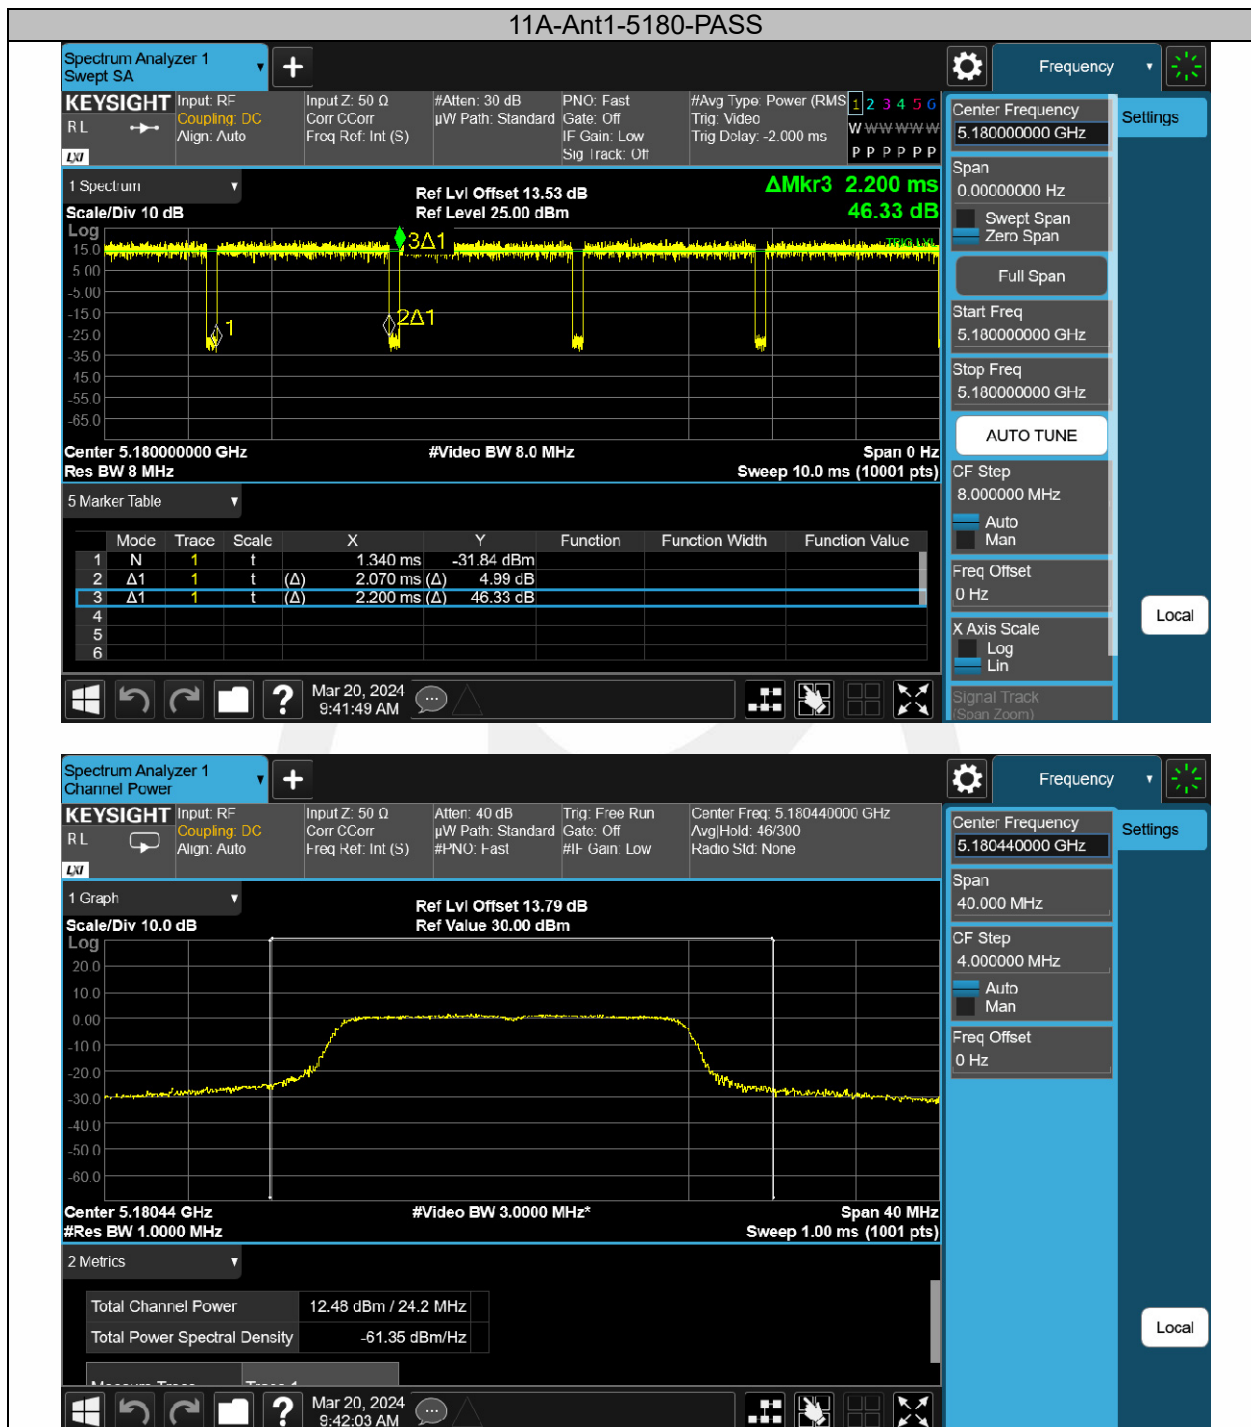 11A-Ant1-5180-PASS
Spectrum Analyzer 1
Swept SA
Frequency
KEYSIGHT
RL
LXI
Input: RF
Coupling: DC
Align: Auto
Input Z: 50 Ω
Corr CCorr
Freq Ref: Int (S)
#Atten: 30 dB
µW Path: Standard
PNO: Fast
Gate: Off
IF Gain: Low
Sig Track: Off
#Avg Type: Power (RMS
Trig: Video
Trig Delay: -2.000 ms
1 2 3 4 5 6
W W W W W W
P P P P P P
1 Spectrum
Scale/Div 10 dB
Ref Lvl Offset 13.53 dB
Ref Level 25.00 dBm
ΔMkr3 2.200 ms
46.33 dB
Log
15.0
5.00
-5.00
-15.0
-25.0
-35.0
-45.0
-55.0
-65.0
3Δ1
TRIG LVL
1
2Δ1
Center 5.180000000 GHz
#Video BW 8.0 MHz
Span 0 Hz
Res BW 8 MHz
Sweep 10.0 ms (10001 pts)
5 Marker Table
Mode Trace Scale X Y Function Function Width Function Value
1 N 1 t 1.340 ms -31.84 dBm
2 Δ1 1 t (Δ) 2.070 ms (Δ) 4.99 dB
3 Δ1 1 t (Δ) 2.200 ms (Δ) 46.33 dB
4
5
6
?
Mar 20, 2024
9:41:49 AM
Center Frequency
5.180000000 GHz
Settings
Span
0.00000000 Hz
Swept Span
Zero Span
Full Span
Start Freq
5.180000000 GHz
Stop Freq
5.180000000 GHz
AUTO TUNE
CF Step
8.000000 MHz
Auto
Man
Freq Offset
0 Hz
X Axis Scale
Log
Lin
Local
Signal Track
(Span Zoom)
Spectrum Analyzer 1
Channel Power
Frequency
KEYSIGHT
RL
LXI
Input: RF
Coupling: DC
Align: Auto
Input Z: 50 Ω
Corr CCorr
Freq Ref: Int (S)
Atten: 40 dB
µW Path: Standard
#PNO: Fast
Trig: Free Run
Gate: Off
#IF Gain: Low
Center Freq: 5.180440000 GHz
Avg|Hold: 46/300
Radio Std: None
1 Graph
Scale/Div 10.0 dB
Ref Lvl Offset 13.79 dB
Ref Value 30.00 dBm
Log
20.0
10.0
0.00
-10.0
-20.0
-30.0
-40.0
-50.0
-60.0
Center 5.18044 GHz
#Video BW 3.0000 MHz*
Span 40 MHz
#Res BW 1.0000 MHz
Sweep 1.00 ms (1001 pts)
2 Metrics
Total Channel Power 12.48 dBm / 24.2 MHz
Total Power Spectral Density -61.35 dBm/Hz
?
Mar 20, 2024
9:42:03 AM
Center Frequency
5.180440000 GHz
Settings
Span
40.000 MHz
CF Step
4.000000 MHz
Auto
Man
Freq Offset
0 Hz
Local